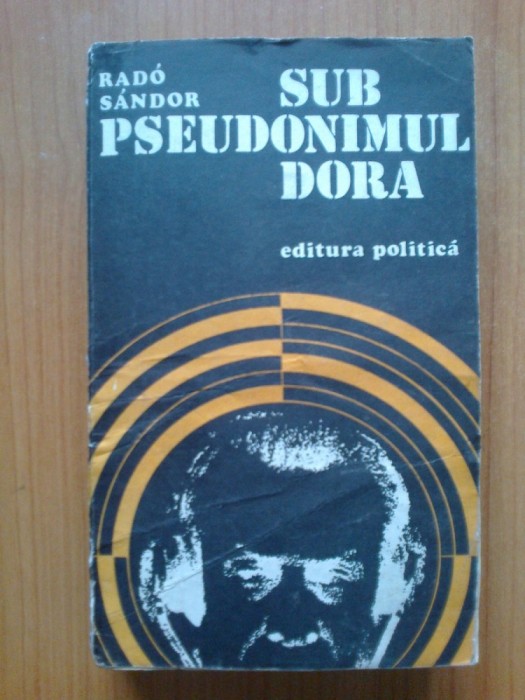 RADÓ
SÁNDOR
SUB
PSEUDONIMUL
DORA
editura politică